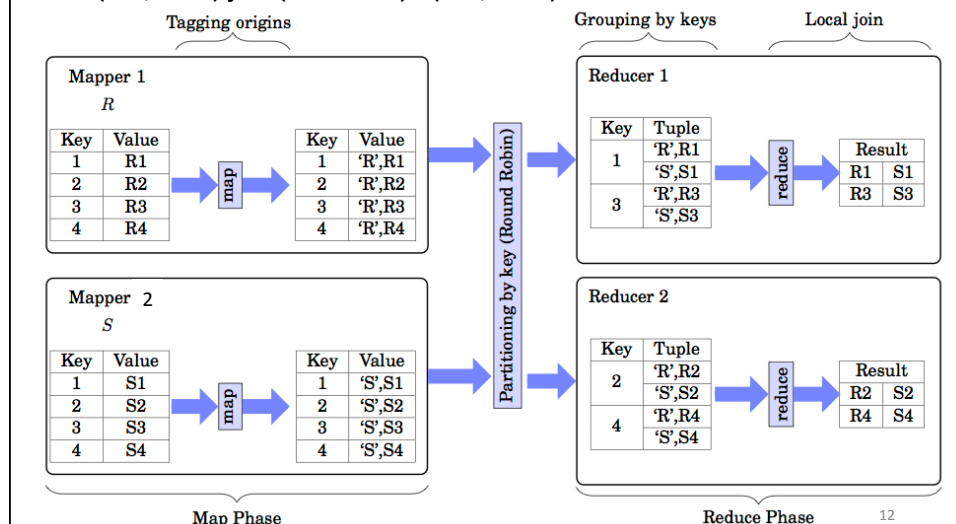 Tagging origins
Grouping by keys
Local join
Mapper 1
R
Key Value
1 R1
2 R2
3 R3
4 R4
map
Key Value
1 ‘R’,R1
2 ‘R’,R2
3 ‘R’,R3
4 ‘R’,R4
Mapper 2
S
Key Value
1 S1
2 S2
3 S3
4 S4
map
Key Value
1 ‘S’,S1
2 ‘S’,S2
3 ‘S’,S3
4 ‘S’,S4
Map Phase
Partitioning by key (Round Robin)
Reducer 1
Key Tuple
1 ‘R’,R1
‘S’,S1
3 ‘R’,R3
‘S’,S3
reduce
Result
R1 S1
R3 S3
Reducer 2
Key Tuple
2 ‘R’,R2
‘S’,S2
4 ‘R’,R4
‘S’,S4
reduce
Result
R2 S2
R4 S4
Reduce Phase
12